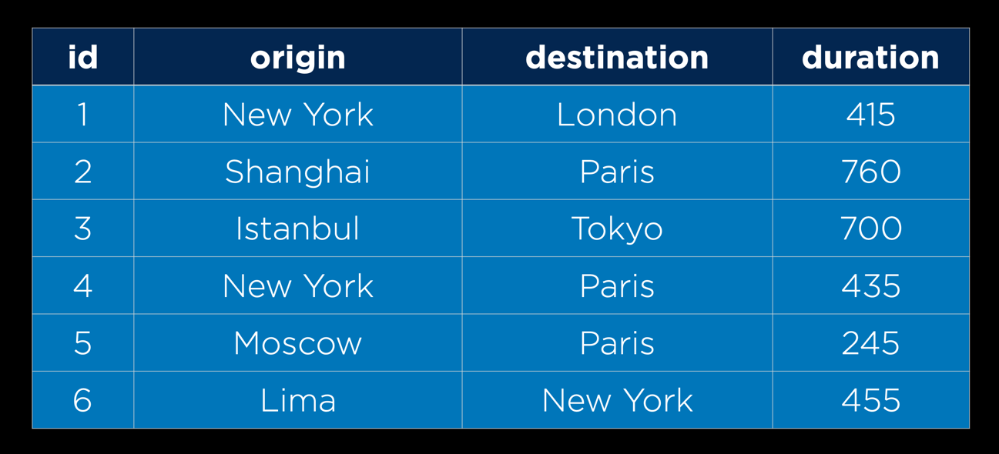 id origin destination duration
1 New York London 415
2 Shanghai Paris 760
3 Istanbul Tokyo 700
4 New York Paris 435
5 Moscow Paris 245
6 Lima New York 455